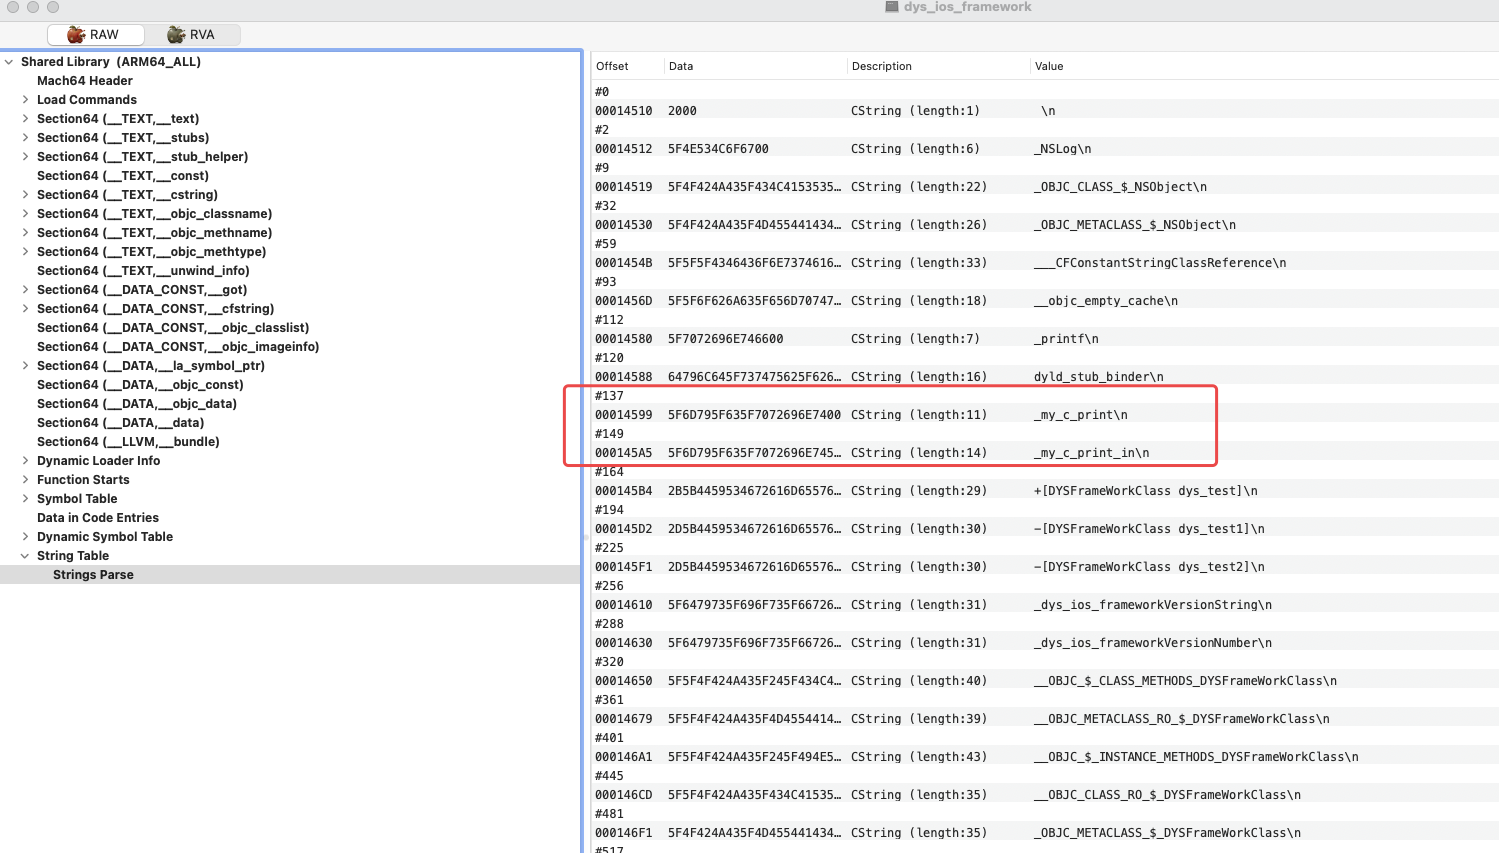 dys_ios_framework
RAW RVA
Shared Library (ARM64_ALL)
Mach64 Header
Load Commands
Section64 (__TEXT,__text)
Section64 (__TEXT,__stubs)
Section64 (__TEXT,__stub_helper)
Section64 (__TEXT,__const)
Section64 (__TEXT,__cstring)
Section64 (__TEXT,__objc_classname)
Section64 (__TEXT,__objc_methname)
Section64 (__TEXT,__objc_methtype)
Section64 (__TEXT,__unwind_info)
Section64 (__DATA_CONST,__got)
Section64 (__DATA_CONST,__cfstring)
Section64 (__DATA_CONST,__objc_classlist)
Section64 (__DATA_CONST,__objc_imageinfo)
Section64 (__DATA,__la_symbol_ptr)
Section64 (__DATA,__objc_const)
Section64 (__DATA,__objc_data)
Section64 (__DATA,__data)
Section64 (__LLVM,__bundle)
Dynamic Loader Info
Function Starts
Symbol Table
Data in Code Entries
Dynamic Symbol Table
String Table
Strings Parse
Offset Data Description Value
#0
00014510 2000 CString (length:1) \n
#2
00014512 5F4E534C6F6700 CString (length:6) _NSLog\n
#9
00014519 5F4F424A435F434C4153535… CString (length:22) _OBJC_CLASS_$_NSObject\n
#32
00014530 5F4F424A435F4D455441434… CString (length:26) _OBJC_METACLASS_$_NSObject\n
#59
0001454B 5F5F5F4346436F6E7374616… CString (length:33) ___CFConstantStringClassReference\n
#93
0001456D 5F5F6F626A635F656D70747… CString (length:18) __objc_empty_cache\n
#112
00014580 5F7072696E746600 CString (length:7) _printf\n
#120
00014588 64796C645F737475625F626… CString (length:16) dyld_stub_binder\n
#137
00014599 5F6D795F635F7072696E7400 CString (length:11) _my_c_print\n
#149
000145A5 5F6D795F635F7072696E745… CString (length:14) _my_c_print_in\n
#164
000145B4 2B5B4459534672616D65576… CString (length:29) +[DYSFrameWorkClass dys_test]\n
#194
000145D2 2D5B4459534672616D65576… CString (length:30) -[DYSFrameWorkClass dys_test1]\n
#225
000145F1 2D5B4459534672616D65576… CString (length:30) -[DYSFrameWorkClass dys_test2]\n
#256
00014610 5F6479735F696F735F66726… CString (length:31) _dys_ios_frameworkVersionString\n
#288
00014630 5F6479735F696F735F66726… CString (length:31) _dys_ios_frameworkVersionNumber\n
#320
00014650 5F5F4F424A435F245F434C4… CString (length:40) __OBJC_$_CLASS_METHODS_DYSFrameWorkClass\n
#361
00014679 5F5F4F424A435F4D4554414… CString (length:39) __OBJC_METACLASS_RO_$_DYSFrameWorkClass\n
#401
000146A1 5F5F4F424A435F245F494E5… CString (length:43) __OBJC_$_INSTANCE_METHODS_DYSFrameWorkClass\n
#445
000146CD 5F5F4F424A435F434C41535… CString (length:35) __OBJC_CLASS_RO_$_DYSFrameWorkClass\n
#481
000146F1 5F4F424A435F4D455441434… CString (length:35) _OBJC_METACLASS_$_DYSFrameWorkClass\n
#517